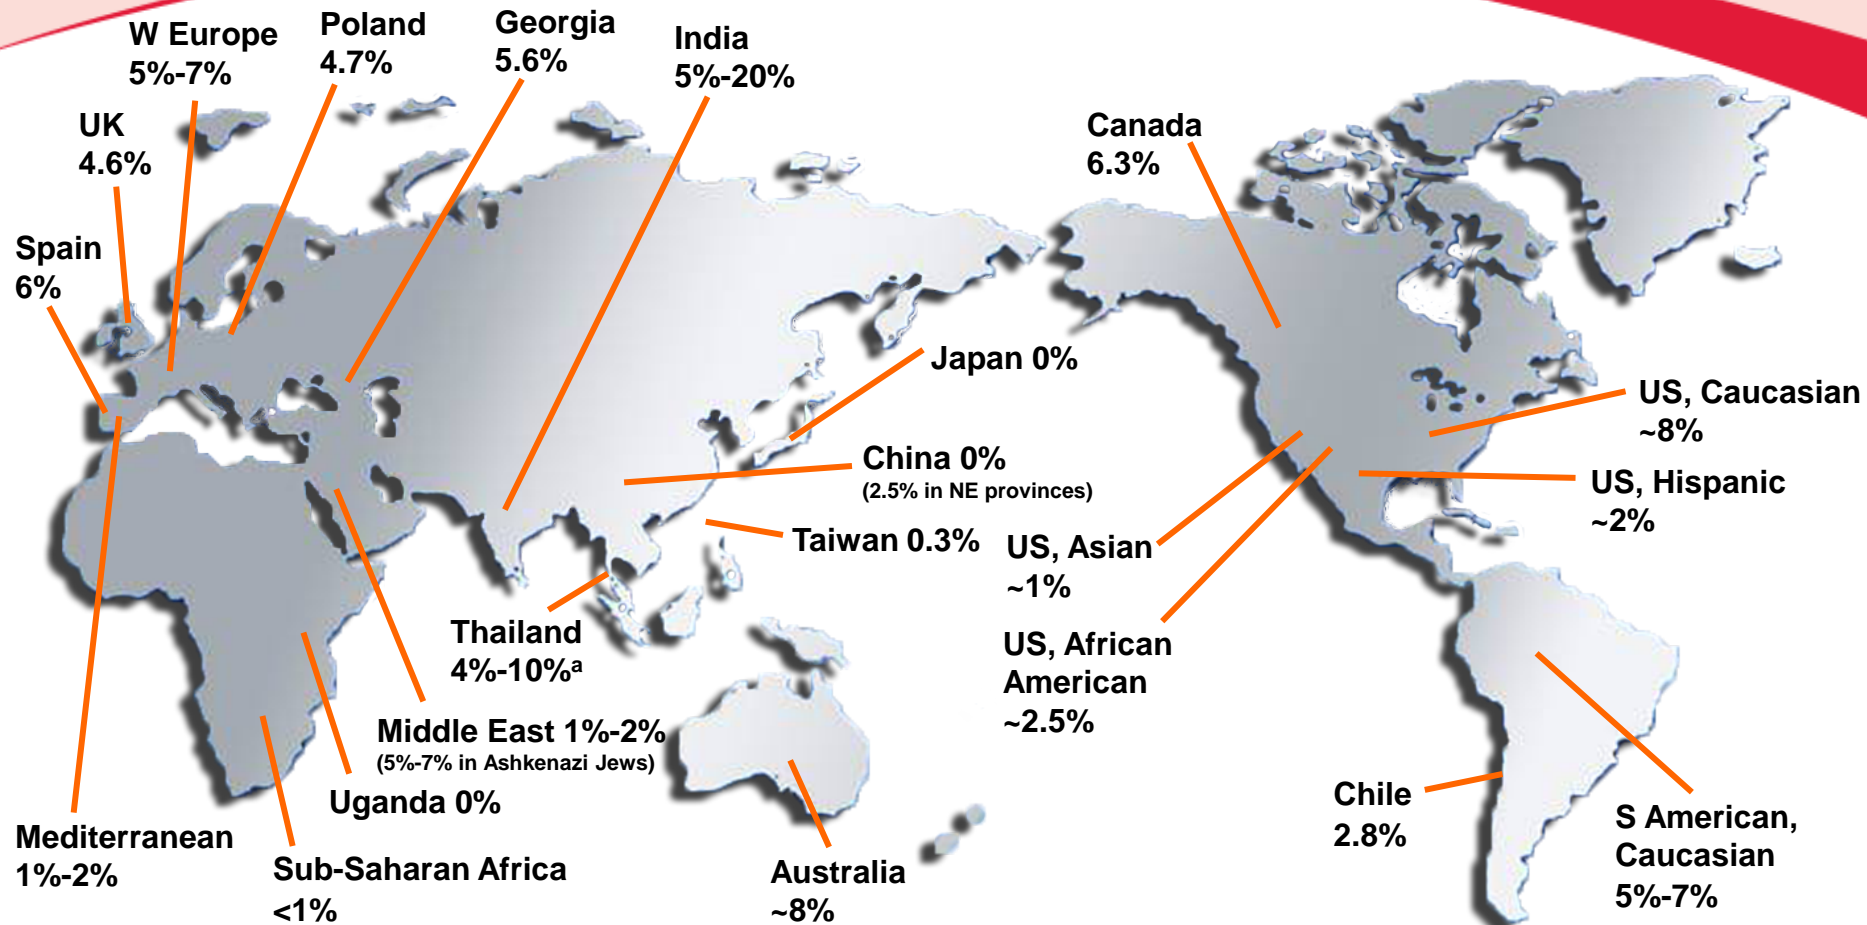 W Europe
5%-7%
Poland
4.7%
Georgia
5.6%
India
5%-20%
UK
4.6%
Canada
6.3%
Spain
6%
Japan 0%
US, Caucasian
~8%
China 0%
(2.5% in NE provinces)
US, Hispanic
~2%
Taiwan 0.3%
US, Asian
~1%
Thailand
4%-10%ᵃ
US, African
American
~2.5%
Middle East 1%-2%
(5%-7% in Ashkenazi Jews)
Uganda 0%
Chile
2.8%
S American,
Caucasian
5%-7%
Mediterranean
1%-2%
Sub-Saharan Africa
<1%
Australia
~8%